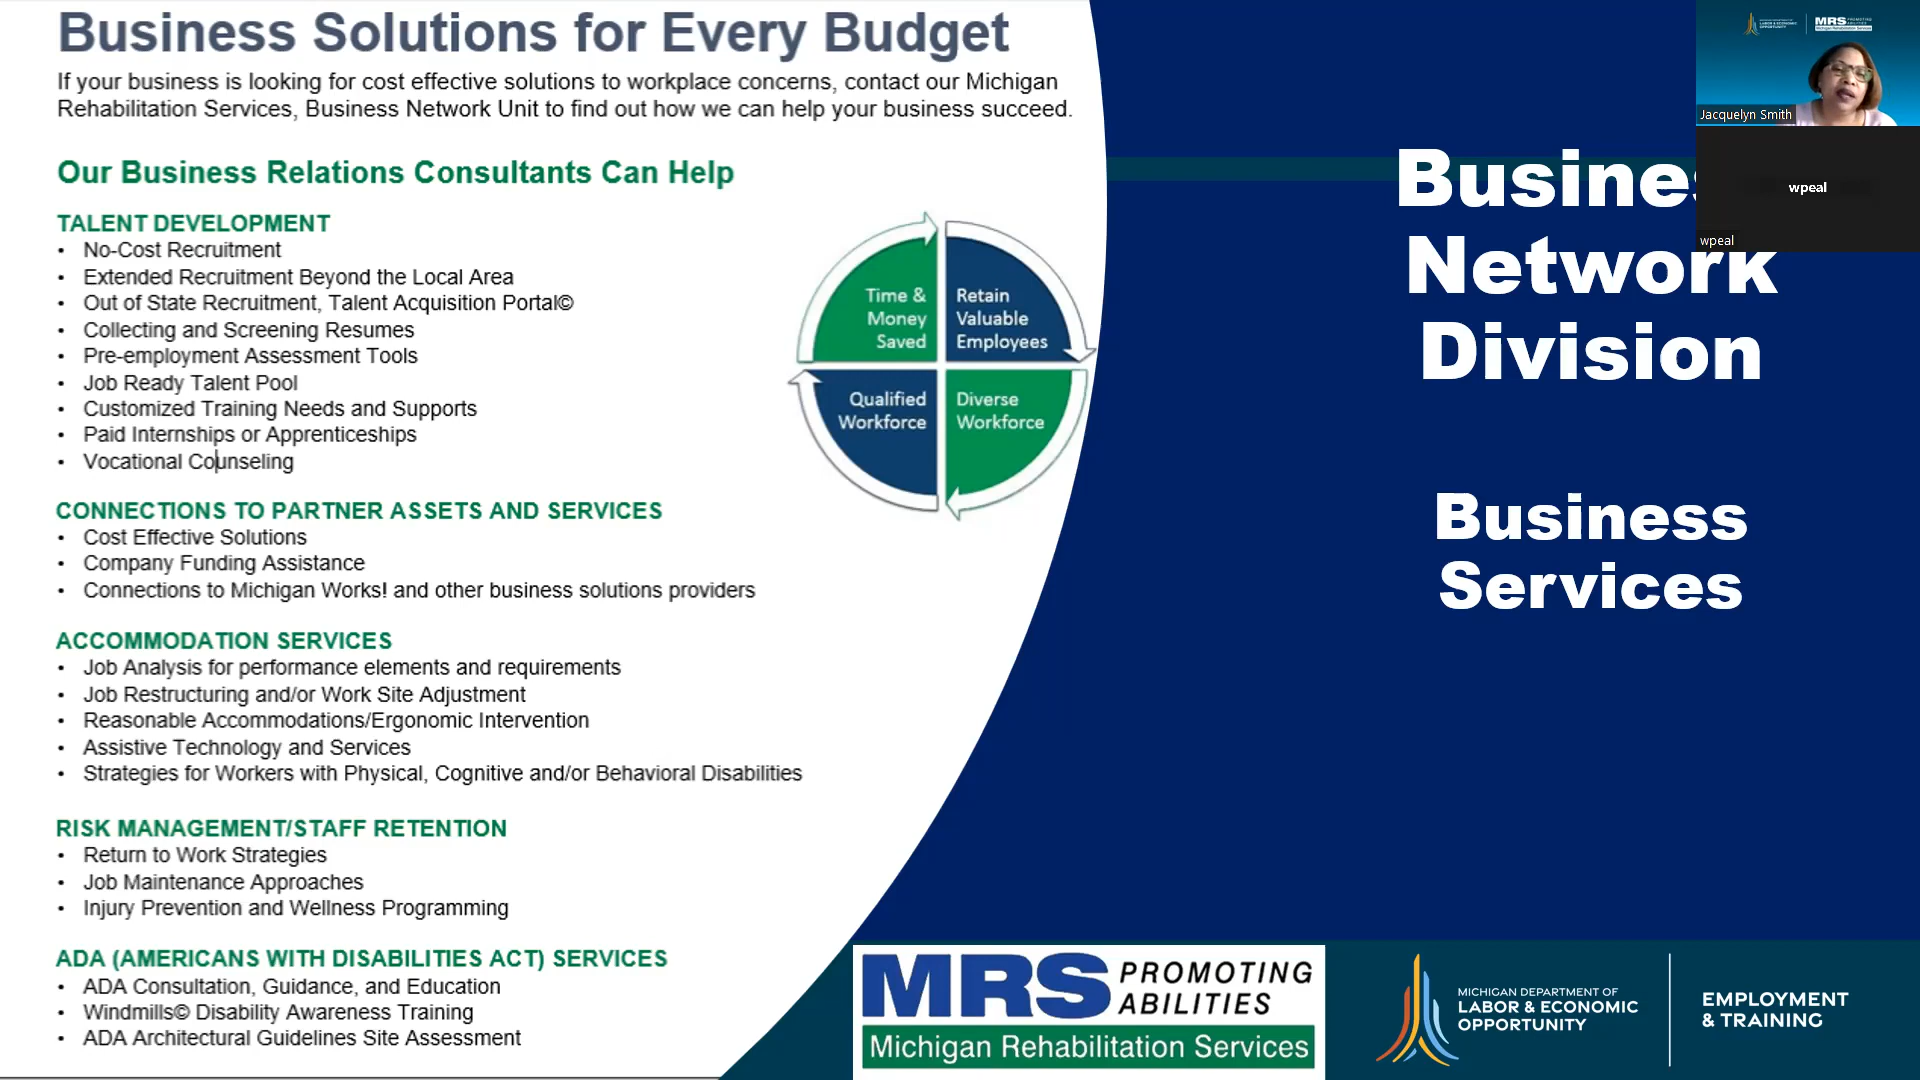 Business Solutions for Every Budget
If your business is looking for cost effective solutions to workplace concerns, contact our Michigan
Rehabilitation Services, Business Network Unit to find out how we can help your business succeed.
Our Business Relations Consultants Can Help
TALENT DEVELOPMENT
• No-Cost Recruitment
• Extended Recruitment Beyond the Local Area
• Out of State Recruitment, Talent Acquisition Portal©
• Collecting and Screening Resumes
• Pre-employment Assessment Tools
• Job Ready Talent Pool
• Customized Training Needs and Supports
• Paid Internships or Apprenticeships
• Vocational Counseling
CONNECTIONS TO PARTNER ASSETS AND SERVICES
• Cost Effective Solutions
• Company Funding Assistance
• Connections to Michigan Works! and other business solutions providers
ACCOMMODATION SERVICES
• Job Analysis for performance elements and requirements
• Job Restructuring and/or Work Site Adjustment
• Reasonable Accommodations/Ergonomic Intervention
• Assistive Technology and Services
• Strategies for Workers with Physical, Cognitive and/or Behavioral Disabilities
RISK MANAGEMENT/STAFF RETENTION
• Return to Work Strategies
• Job Maintenance Approaches
• Injury Prevention and Wellness Programming
ADA (AMERICANS WITH DISABILITIES ACT) SERVICES
• ADA Consultation, Guidance, and Education
• Windmills© Disability Awareness Training
• ADA Architectural Guidelines Site Assessment
Time &
Money
Saved
Retain
Valuable
Employees
Qualified
Workforce
Diverse
Workforce
Busines
Network
Division
Business
Services
MRS PROMOTING
ABILITIES
Michigan Rehabilitation Services
MICHIGAN DEPARTMENT OF
LABOR & ECONOMIC
OPPORTUNITY
EMPLOYMENT
& TRAINING
LABOR & ECONOMIC
OPPORTUNITY
MRS PROMOTING
ABILITIES
Michigan Rehabilitation Services
Jacquelyn Smith
wpeal
wpeal